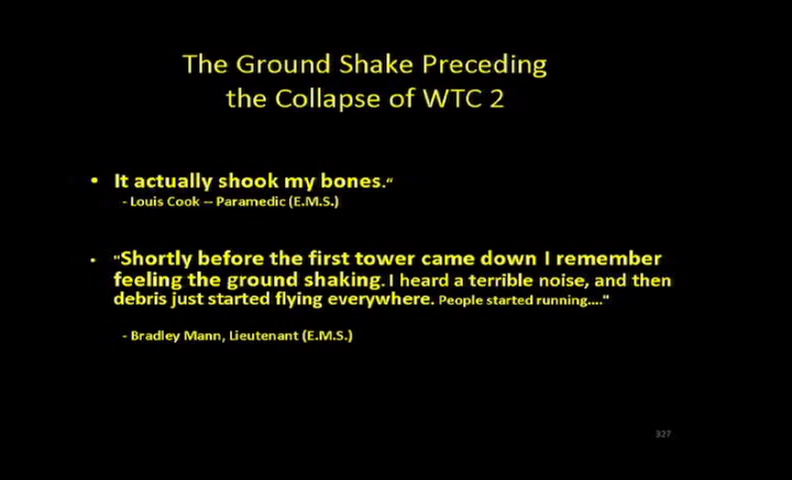 The Ground Shake Preceding
the Collapse of WTC 2
• It actually shook my bones.“
- Louis Cook -- Paramedic (E.M.S.)
• "Shortly before the first tower came down I remember
feeling the ground shaking. I heard a terrible noise, and then
debris just started flying everywhere. People started running...."
- Bradley Mann, Lieutenant (E.M.S.)
327